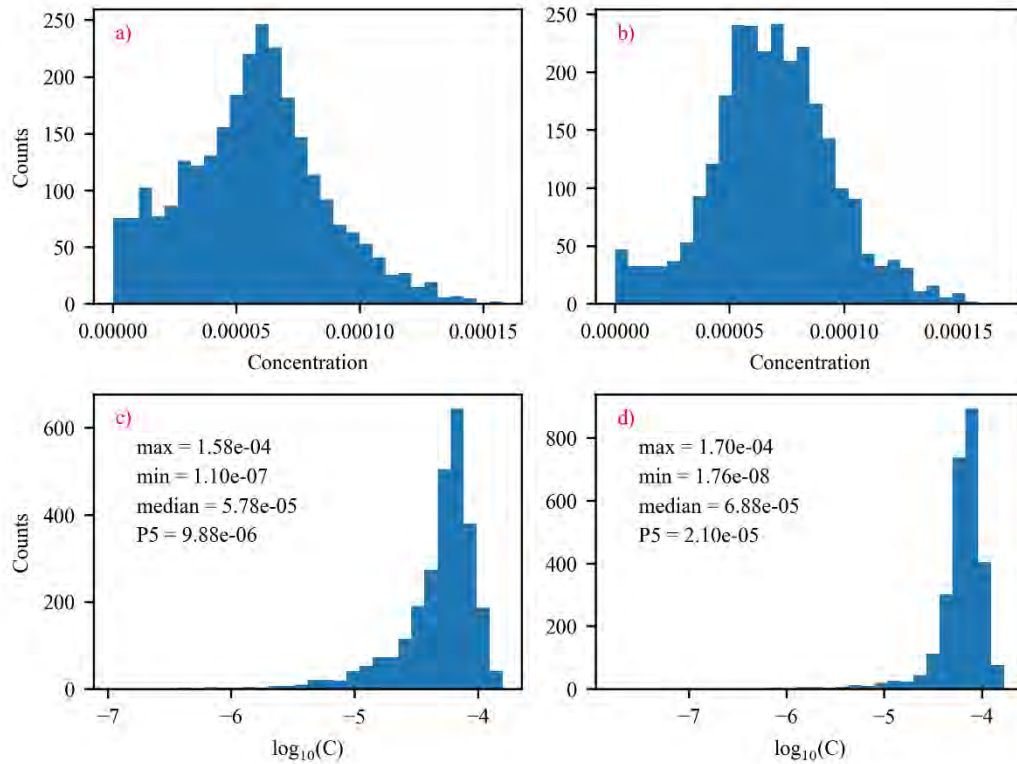 a)
250
200
150
100
50
0
Counts
0.00000 0.00005 0.00010 0.00015
Concentration
b)
250
200
150
100
50
0
0.00000 0.00005 0.00010 0.00015
Concentration
c)
max = 1.58e-04
min = 1.10e-07
median = 5.78e-05
P5 = 9.88e-06
600
400
200
0
Counts
−7 −6 −5 −4
log₁₀(C)
d)
max = 1.70e-04
min = 1.76e-08
median = 6.88e-05
P5 = 2.10e-05
800
600
400
200
0
−7 −6 −5 −4
log₁₀(C)